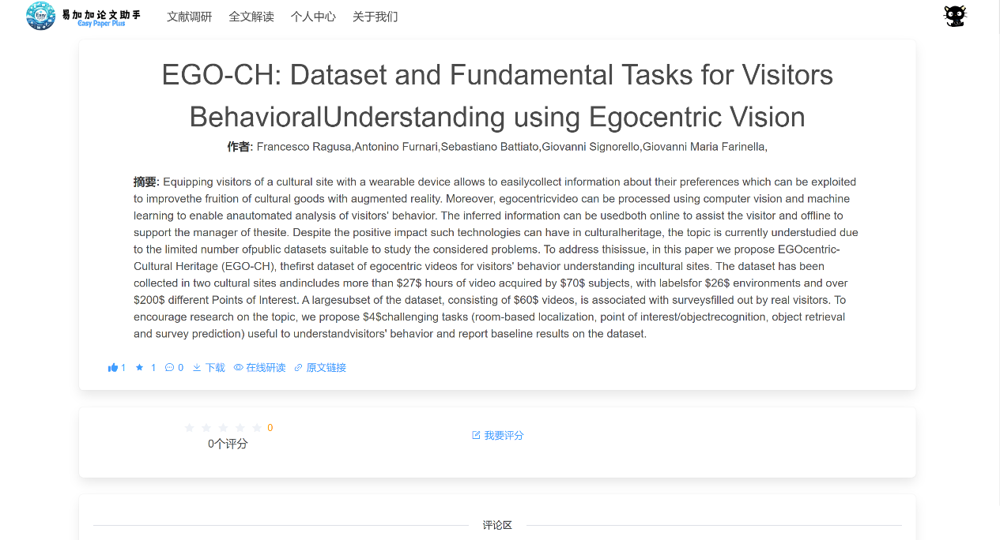 易加加论文助手
Easy Paper Plus
文献调研 全文解读 个人中心 关于我们
EGO-CH: Dataset and Fundamental Tasks for Visitors
BehavioralUnderstanding using Egocentric Vision
作者: Francesco Ragusa,Antonino Furnari,Sebastiano Battiato,Giovanni Signorello,Giovanni Maria Farinella,
摘要: Equipping visitors of a cultural site with a wearable device allows to easilycollect information about their preferences which can be exploited
to improvethe fruition of cultural goods with augmented reality. Moreover, egocentricvideo can be processed using computer vision and machine
learning to enable anautomated analysis of visitors' behavior. The inferred information can be usedboth online to assist the visitor and offline to
support the manager of thesite. Despite the positive impact such technologies can have in culturalheritage, the topic is currently understudied due
to the limited number ofpublic datasets suitable to study the considered problems. To address thisissue, in this paper we propose EGOcentric-
Cultural Heritage (EGO-CH), thefirst dataset of egocentric videos for visitors' behavior understanding incultural sites. The dataset has been
collected in two cultural sites andincludes more than $27$ hours of video acquired by $70$ subjects, with labelsfor $26$ environments and over
$200$ different Points of Interest. A largesubset of the dataset, consisting of $60$ videos, is associated with surveysfilled out by real visitors. To
encourage research on the topic, we propose $4$challenging tasks (room-based localization, point of interest/objectrecognition, object retrieval
and survey prediction) useful to understandvisitors' behavior and report baseline results on the dataset.
1 1 0 下载 在线研读 原文链接
0
0个评分
我要评分
评论区